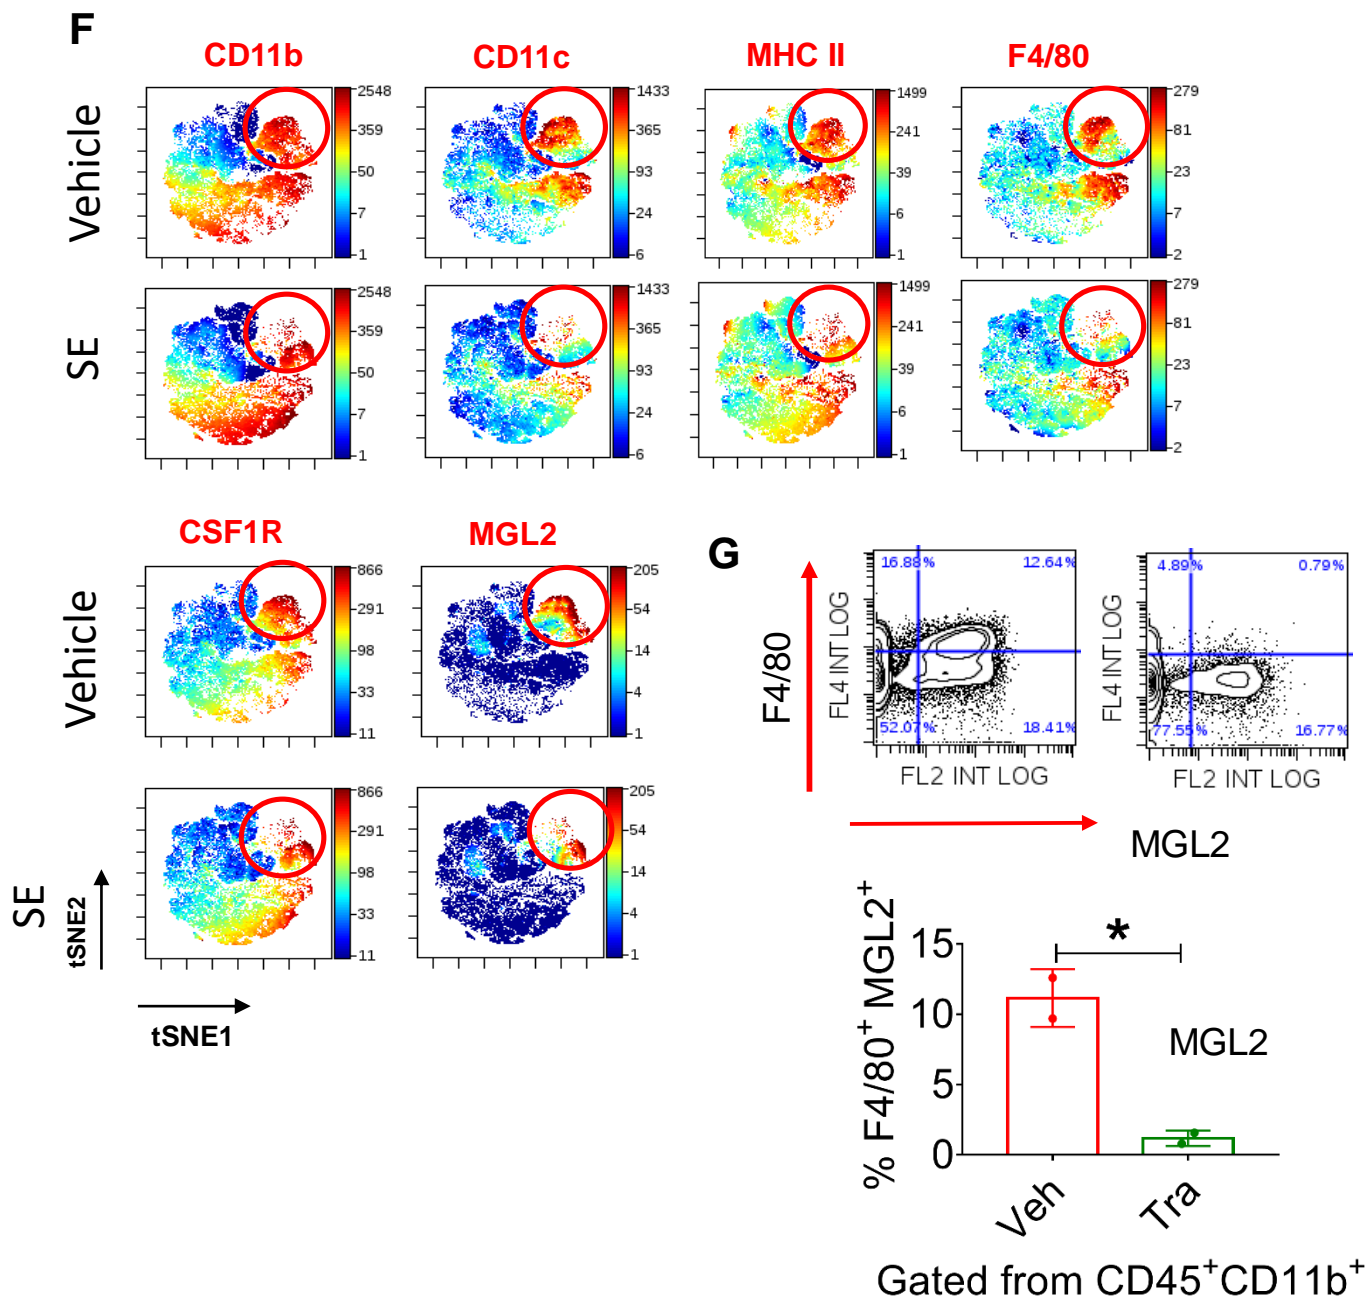 F
CD11b
CD11c
MHC II
F4/80
Vehicle
2548
359
50
7
1
1433
365
93
24
6
1499
241
39
6
1
279
81
23
7
2
SE
2548
359
50
7
1
1433
365
93
24
6
1499
241
39
6
1
279
81
23
7
2
CSF1R
MGL2
Vehicle
866
291
98
33
11
205
54
14
4
1
SE
866
291
98
33
11
205
54
14
4
1
tSNE2
tSNE1
G
F4/80
FL4 INT LOG
16.88%
12.64%
52.07%
18.41%
FL2 INT LOG
FL4 INT LOG
4.89%
0.79%
77.55%
16.77%
FL2 INT LOG
MGL2
% F4/80⁺ MGL2⁺
15
10
5
0
*
MGL2
Veh
Tra
Gated from CD45⁺CD11b⁺